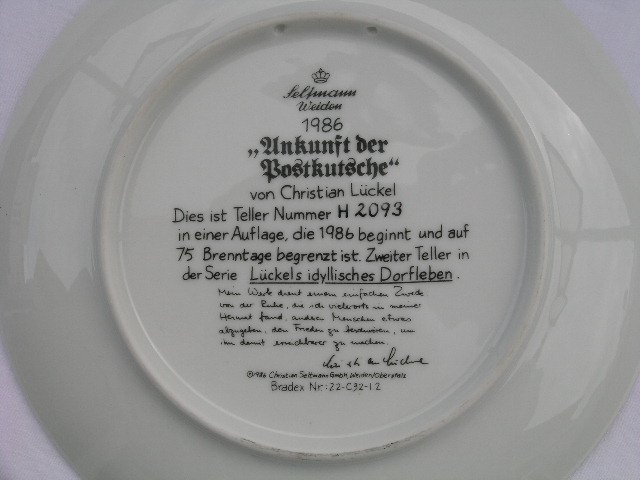 Seltmann
Weiden
1986
„Ankunft der
Postkutsche“
von Christian Lückel
Dies ist Teller Nummer H 2093
in einer Auflage, die 1986 beginnt und auf
75 Brenntage begrenzt ist. Zweiter Teller in
der Serie Lückels idyllisches Dorfleben.
Mein Werk dient einem einfachen Zweck
von der Ruhe, die ich vielerorts in meiner
Heimat fand, anderen Menschen etwas
abzugeben, den Frieden zu beschreiben, um
ihn damit erreichbarer zu machen.
©1986 Christian Seltmann GmbH, Weiden/Oberpfalz
Bradex Nr: 22-C32-1.2